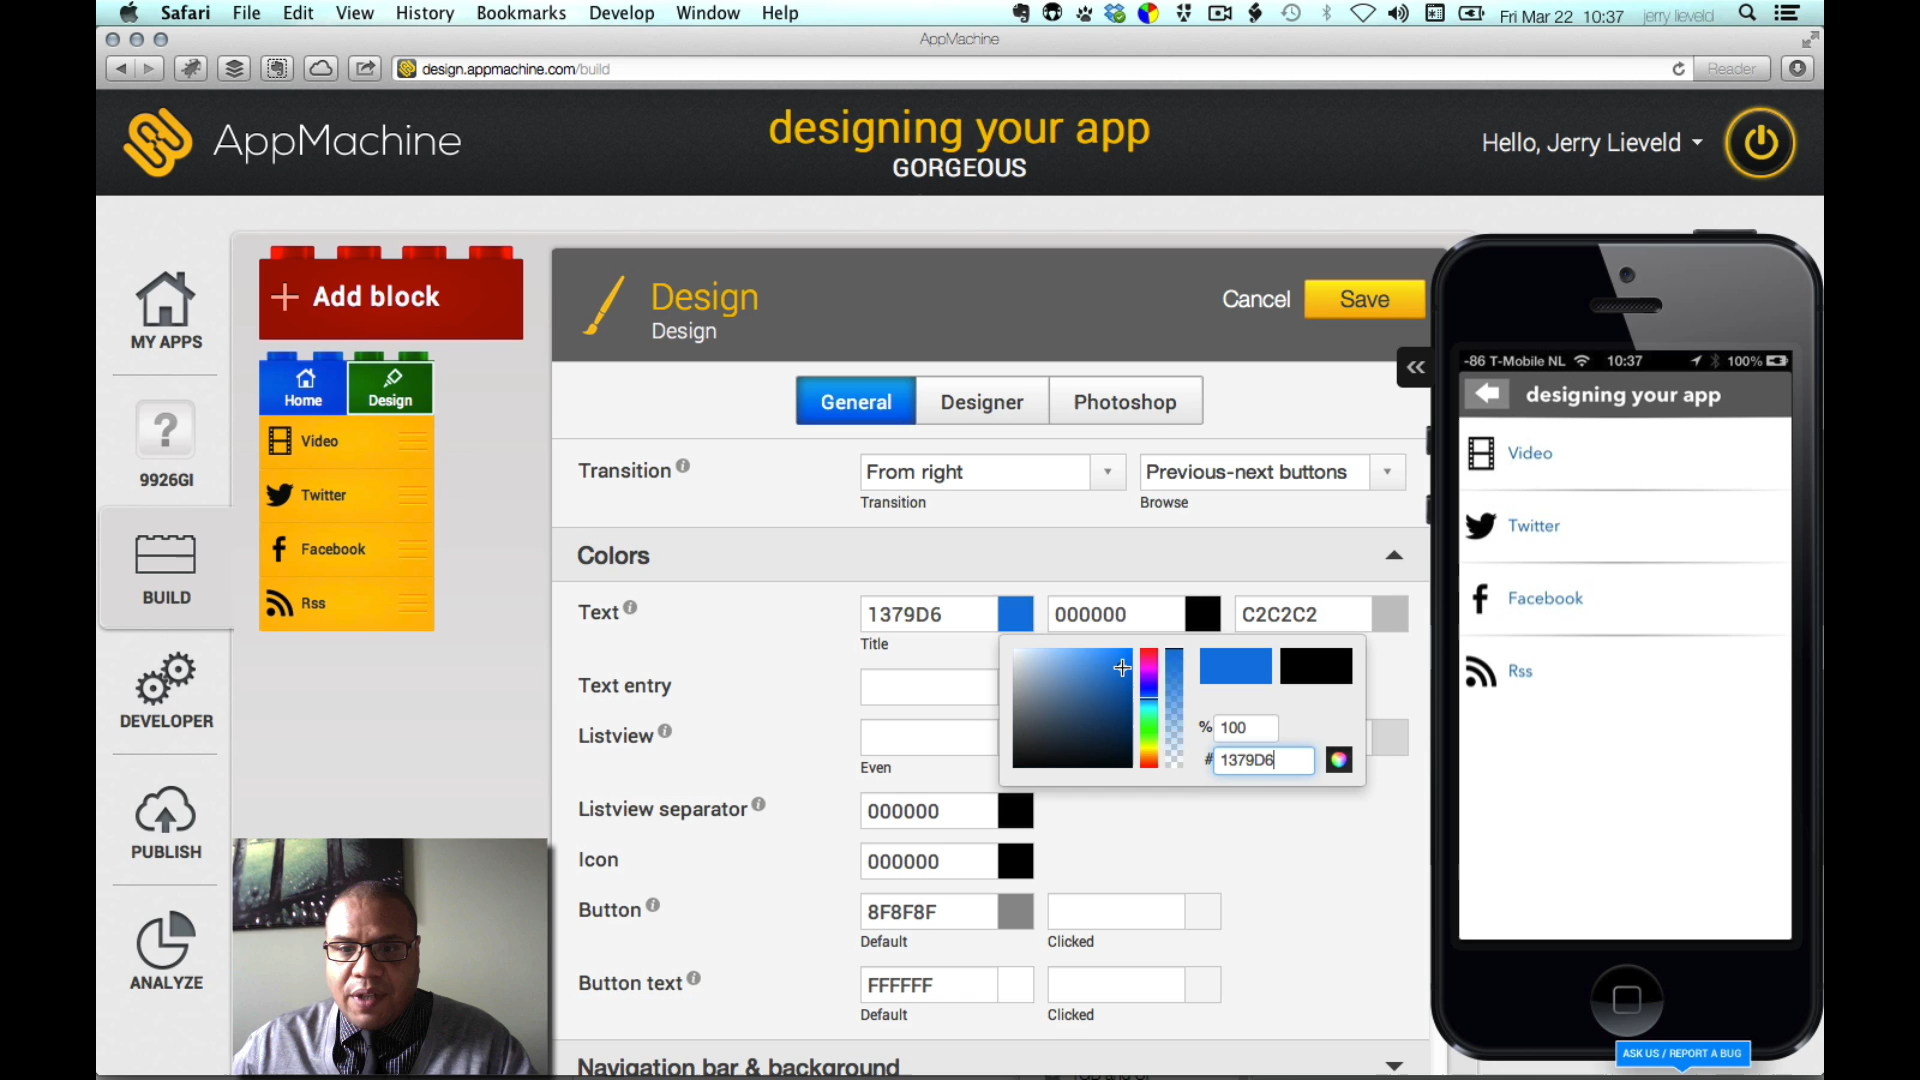 Safari File Edit View History Bookmarks Develop Window Help Fri Mar 22 10:37 jerry lieveld
AppMachine
design.appmachine.com/build Reader
AppMachine
designing your app
GORGEOUS
Hello, Jerry Lieveld
MY APPS
?
9926GI
BUILD
DEVELOPER
PUBLISH
ANALYZE
+ Add block
Home Design
Video
Twitter
Facebook
Rss
Design
Design
Cancel Save
General Designer Photoshop
Transition From right Previous-next buttons
Transition Browse
Colors
Text 1379D6 000000 C2C2C2
Title
Text entry
Listview
Even
% 100
# 1379D6
Listview separator 000000
Icon 000000
Button 8F8F8F
Default Clicked
Button text FFFFFF
Default Clicked
Navigation bar & background
-86 T-Mobile NL 10:37 100%
designing your app
Video
Twitter
Facebook
Rss
ASK US / REPORT A BUG